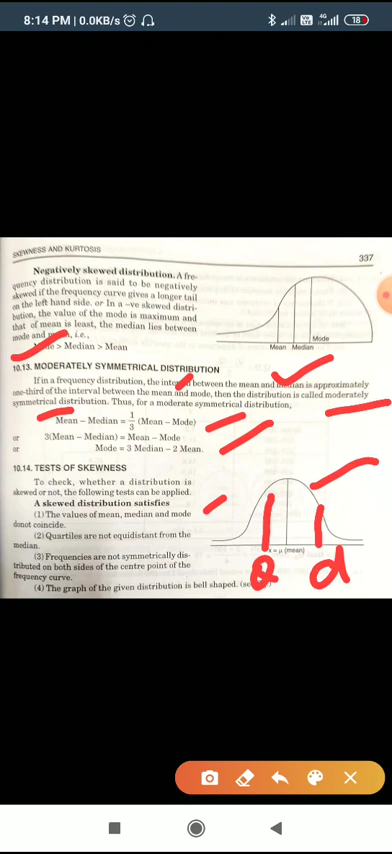 8:14 PM | 0.0KB/s
4G
18
SKEWNESS AND KURTOSIS
337
Negatively skewed distribution. A fre-
quency distribution is said to be negatively
skewed if the frequency curve gives a longer tail
on the left hand side. or In a –ve skewed distri-
bution, the value of the mode is maximum and
that of mean is least, the median lies between
mode and mean, i.e.,
> Median > Mean
Mode
Mean Median
10.13. MODERATELY SYMMETRICAL DISTRIBUTION
If in a frequency distribution, the interval between the mean and median is approximately
one-third of the interval between the mean and mode, then the distribution is called moderately
symmetrical distribution. Thus, for a moderate symmetrical distribution,
Mean – Median = 1/3 (Mean – Mode)
or 3(Mean – Median) = Mean – Mode
or Mode = 3 Median – 2 Mean.
10.14. TESTS OF SKEWNESS
To check, whether a distribution is
skewed or not, the following tests can be applied.
A skewed distribution satisfies
(1) The values of mean, median and mode
donot coincide.
(2) Quartiles are not equidistant from the
median.
(3) Frequencies are not symmetrically dis-
tributed on both sides of the centre point of the
frequency curve.
(4) The graph of the given distribution is bell shaped.
x = μ (mean)
Q d